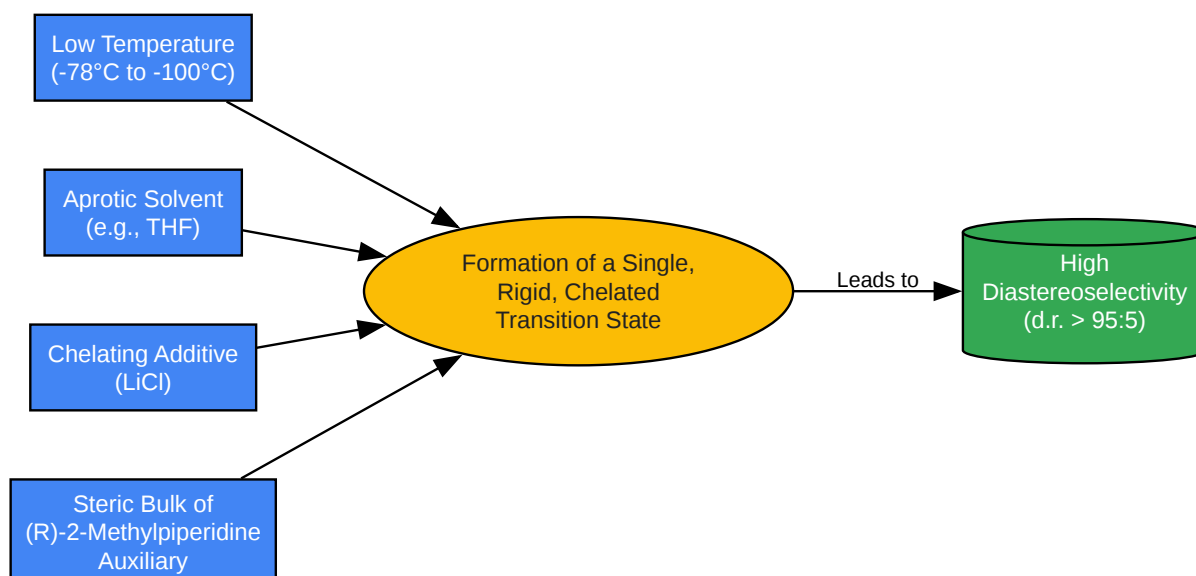 Low Temperature
(-78°C to -100°C)
Aprotic Solvent
(e.g., THF)
Chelating Additive
(LiCl)
Steric Bulk of
(R)-2-Methylpiperidine
Auxiliary
Formation of a Single,
Rigid, Chelated
Transition State
Leads to
High
Diastereoselectivity
(d.r. > 95:5)